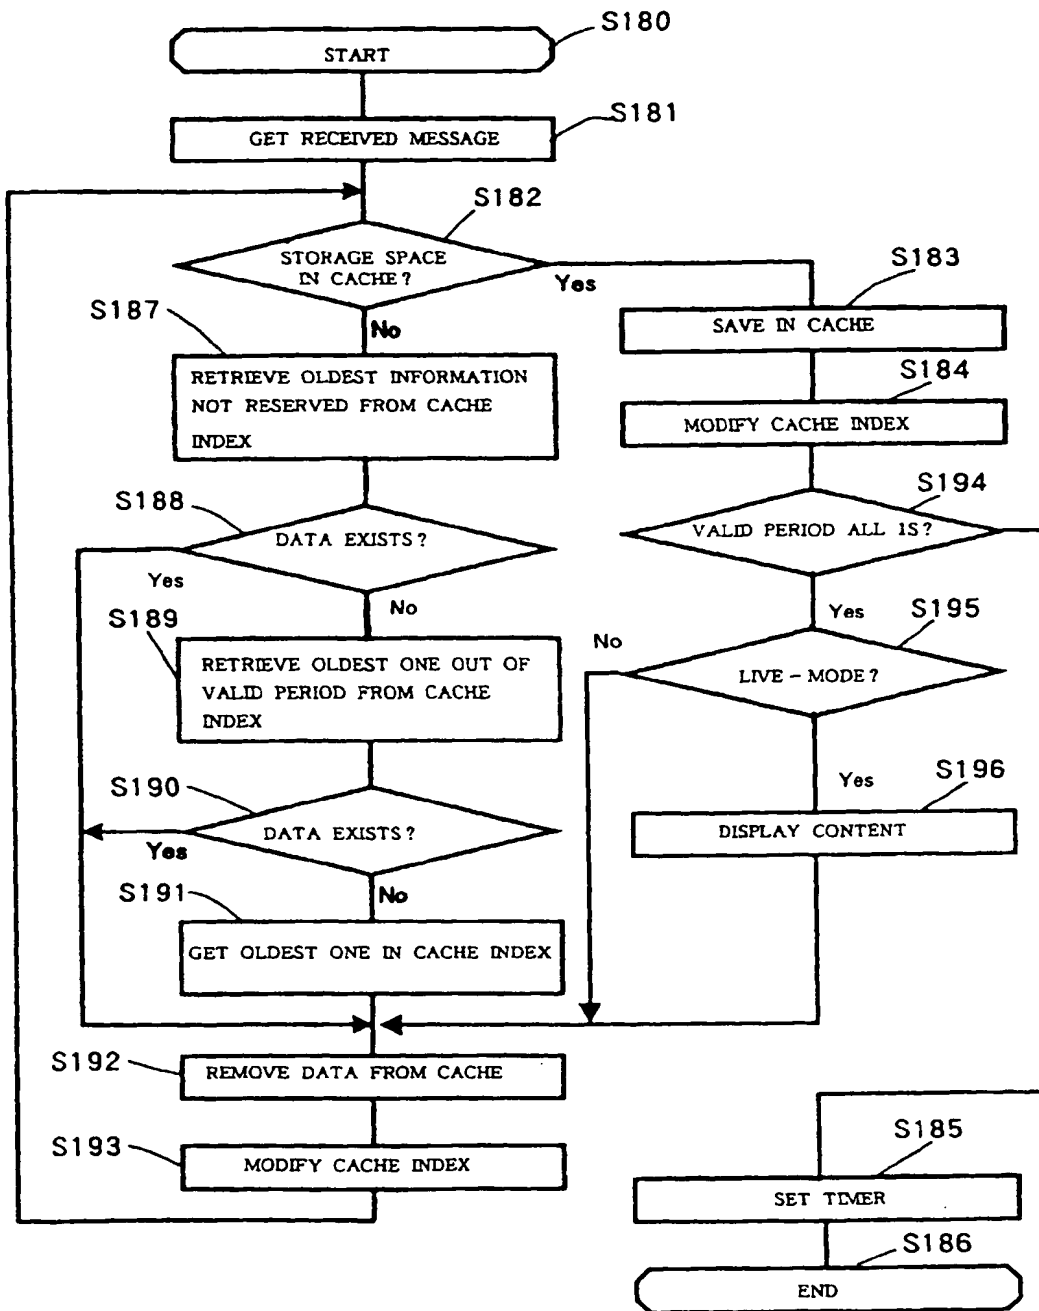 S180
START
S181
GET RECEIVED MESSAGE
S182
STORAGE SPACE
IN CACHE?
Yes
No
S183
SAVE IN CACHE
S187
RETRIEVE OLDEST INFORMATION
NOT RESERVED FROM CACHE
INDEX
S184
MODIFY CACHE INDEX
S188
DATA EXISTS?
Yes
No
S194
VALID PERIOD ALL 1S?
Yes
S189
RETRIEVE OLDEST ONE OUT OF
VALID PERIOD FROM CACHE
INDEX
S195
No
LIVE-MODE?
Yes
S190
DATA EXISTS?
Yes
No
S196
DISPLAY CONTENT
S191
GET OLDEST ONE IN CACHE INDEX
S192
REMOVE DATA FROM CACHE
S193
MODIFY CACHE INDEX
S185
SET TIMER
S186
END